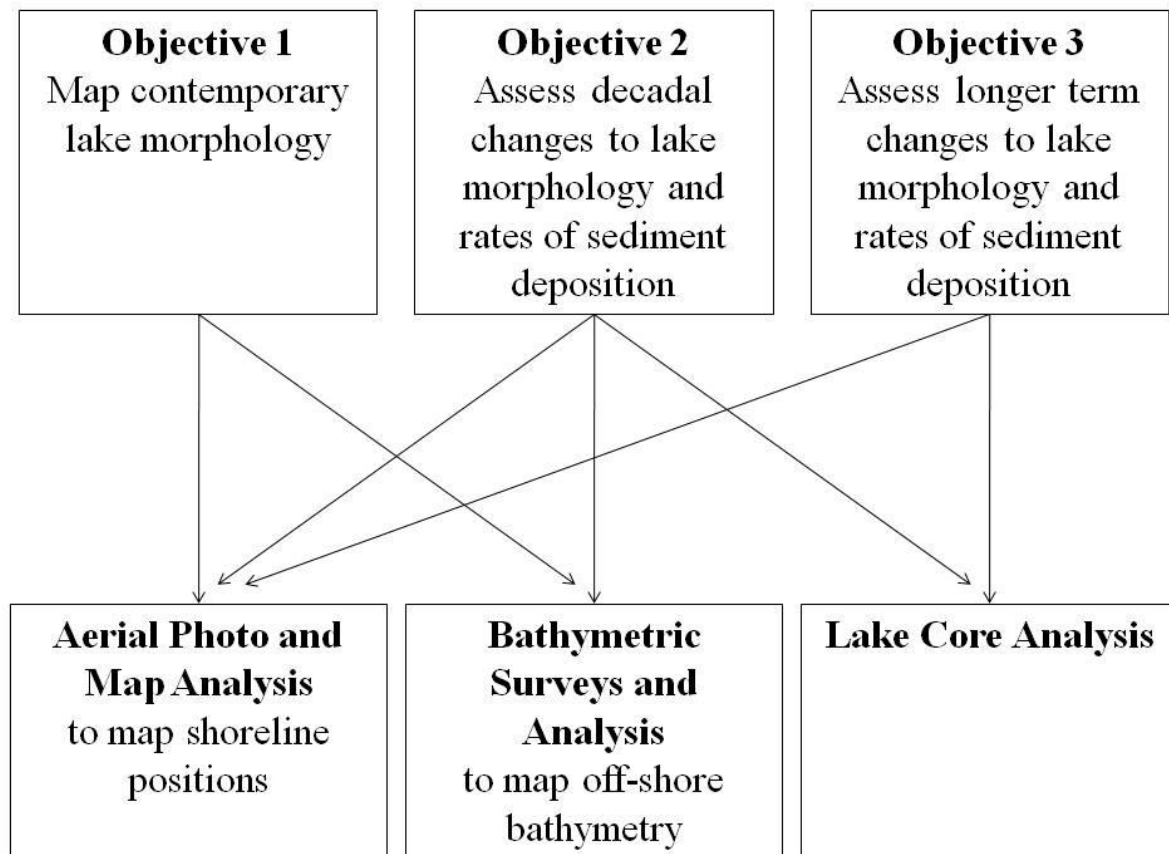 Objective 1
Map contemporary
lake morphology
Objective 2
Assess decadal
changes to lake
morphology and
rates of sediment
deposition
Objective 3
Assess longer term
changes to lake
morphology and
rates of sediment
deposition
Aerial Photo and
Map Analysis
to map shoreline
positions
Bathymetric
Surveys and
Analysis
to map off-shore
bathymetry
Lake Core Analysis